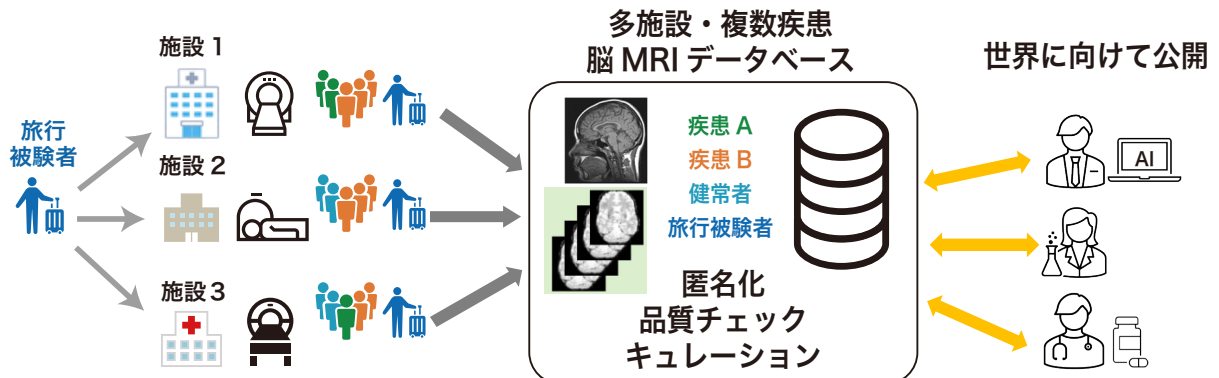 旅行
被験者
施設 1
施設 2
施設 3
多施設・複数疾患
脳 MRI データベース
疾患 A
疾患 B
健常者
旅行被験者
匿名化
品質チェック
キュレーション
世界に向けて公開
AI